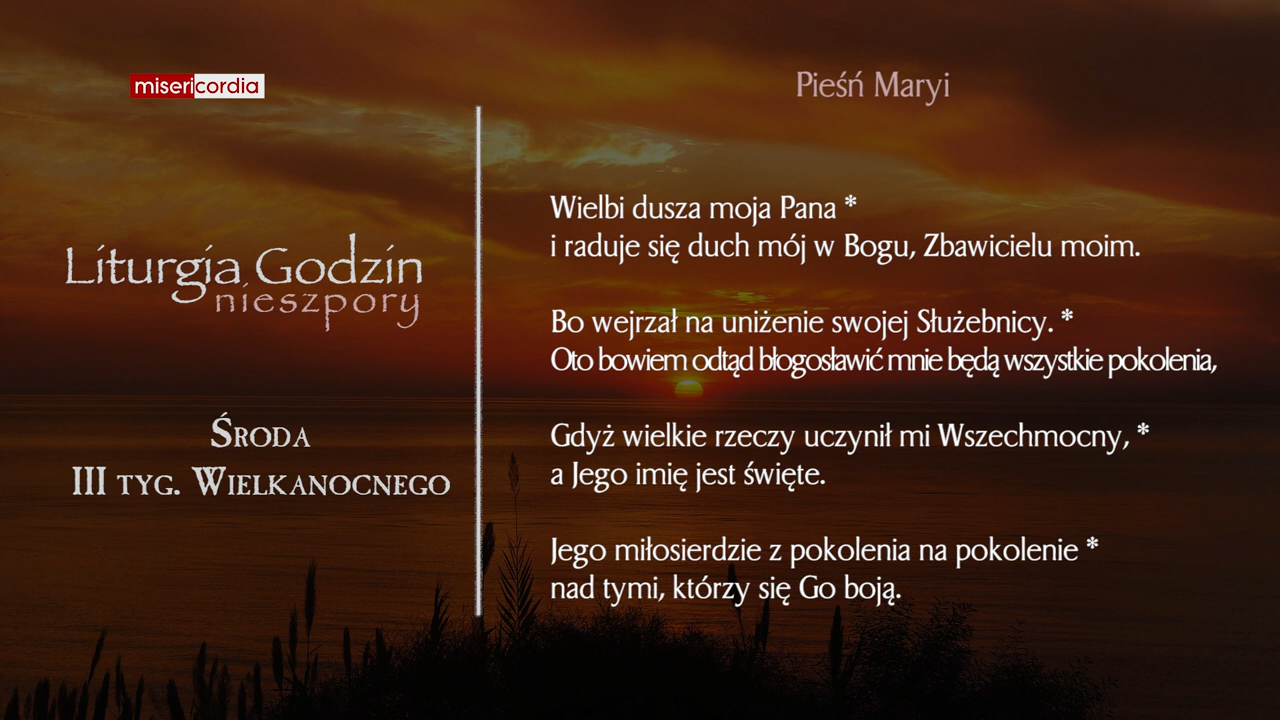 misericordia
Liturgia Godzin
nieszpory
Środa
III tyg. Wielkanocnego
Pieśń Maryi
Wielbi dusza moja Pana *
i raduje się duch mój w Bogu, Zbawicielu moim.
Bo wejrzał na uniżenie swojej Służebnicy. *
Oto bowiem odtąd błogosławić mnie będą wszystkie pokolenia,
Gdyż wielkie rzeczy uczynił mi Wszechmocny, *
a Jego imię jest święte.
Jego miłosierdzie z pokolenia na pokolenie *
nad tymi, którzy się Go boją.